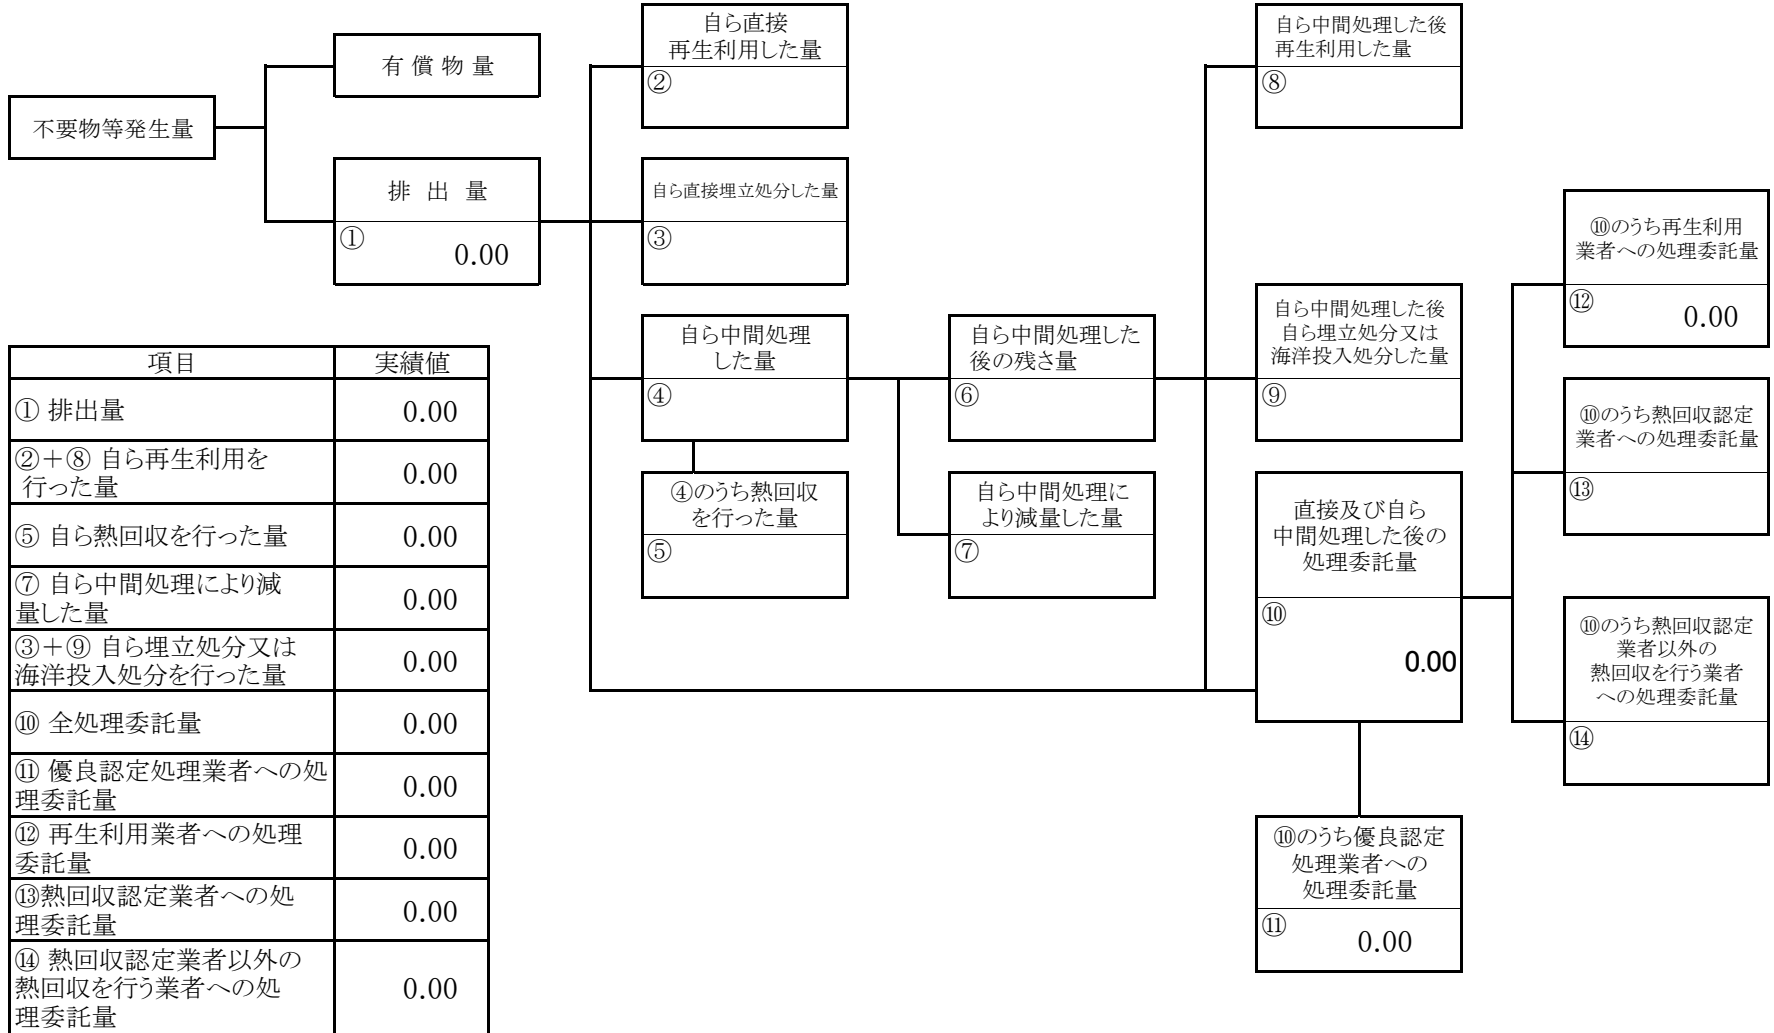 不要物等発生量
有 償 物 量
排 出 量
①
0.00
自ら直接
再生利用した量
②
自ら直接埋立処分した量
③
自ら中間処理
した量
④
④のうち熱回収
を行った量
⑤
自ら中間処理した
後の残さ量
⑥
自ら中間処理に
より減量した量
⑦
自ら中間処理した後
再生利用した量
⑧
自ら中間処理した後
自ら埋立処分又は
海洋投入処分した量
⑨
直接及び自ら
中間処理した後の
処理委託量
⑩
0.00
⑩のうち優良認定
処理業者への
処理委託量
⑪
0.00
⑩のうち再生利用
業者への処理委託量
⑫
0.00
⑩のうち熱回収認定
業者への処理委託量
⑬
⑩のうち熱回収認定
業者以外の
熱回収を行う業者
への処理委託量
⑭
項目 実績値
① 排出量 0.00
②＋⑧ 自ら再生利用を
行った量 0.00
⑤ 自ら熱回収を行った量 0.00
⑦ 自ら中間処理により減
量した量 0.00
③＋⑨ 自ら埋立処分又は
海洋投入処分を行った量 0.00
⑩ 全処理委託量 0.00
⑪ 優良認定処理業者への処
理委託量 0.00
⑫ 再生利用業者への処理
委託量 0.00
⑬熱回収認定業者への処
理委託量 0.00
⑭ 熱回収認定業者以外の
熱回収を行う業者への処
理委託量 0.00